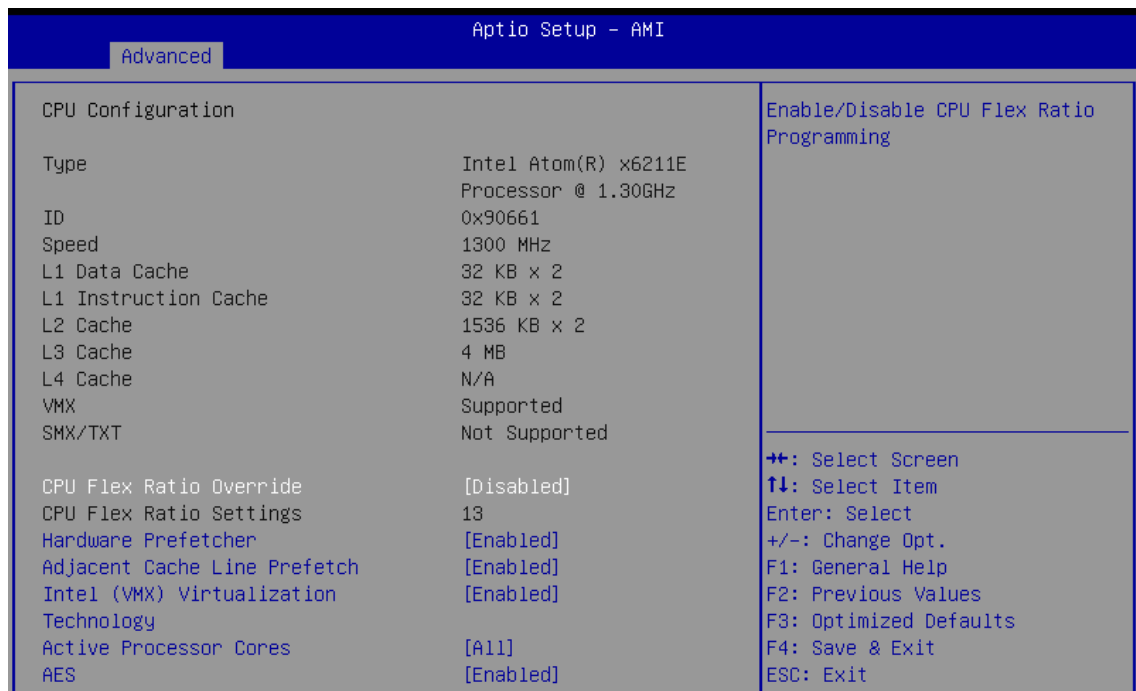 Aptio Setup - AMI
Advanced
CPU Configuration
Type Intel Atom(R) x6211E
Processor @ 1.30GHz
ID 0x90661
Speed 1300 MHz
L1 Data Cache 32 KB x 2
L1 Instruction Cache 32 KB x 2
L2 Cache 1536 KB x 2
L3 Cache 4 MB
L4 Cache N/A
VMX Supported
SMX/TXT Not Supported
CPU Flex Ratio Override [Disabled]
CPU Flex Ratio Settings 13
Hardware Prefetcher [Enabled]
Adjacent Cache Line Prefetch [Enabled]
Intel (VMX) Virtualization [Enabled]
Technology
Active Processor Cores [All]
AES [Enabled]
Enable/Disable CPU Flex Ratio
Programming
→←: Select Screen
↑↓: Select Item
Enter: Select
+/-: Change Opt.
F1: General Help
F2: Previous Values
F3: Optimized Defaults
F4: Save & Exit
ESC: Exit